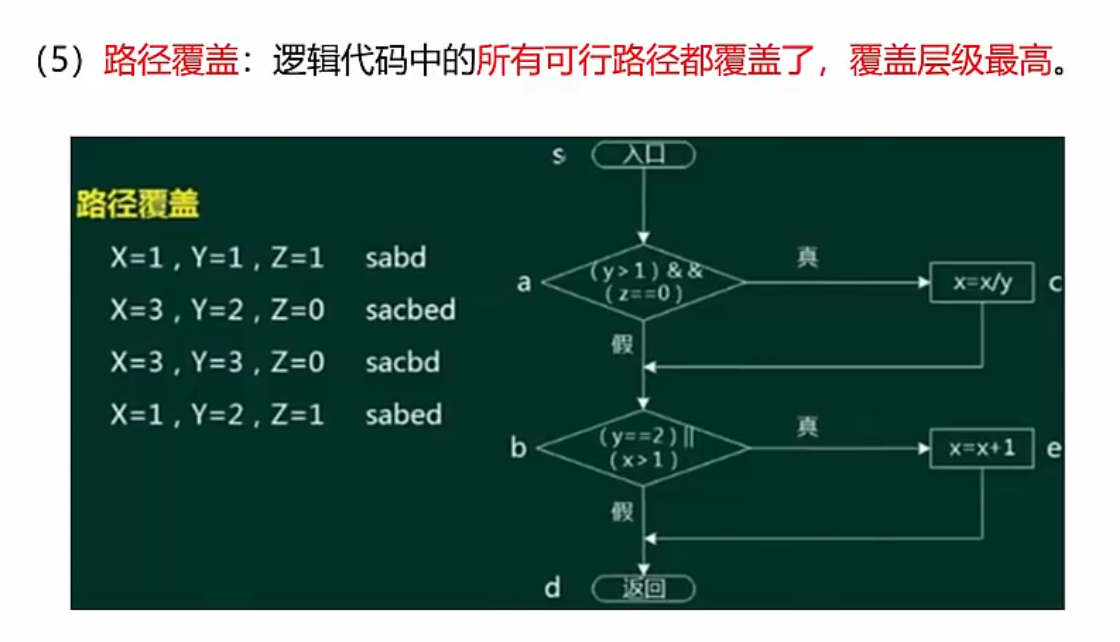 （5）路径覆盖：逻辑代码中的所有可行路径都覆盖了，覆盖层级最高。
路径覆盖
X=1 , Y=1 , Z=1 sabd
X=3 , Y=2 , Z=0 sacbed
X=3 , Y=3 , Z=0 sacbd
X=1 , Y=2 , Z=1 sabed
s 入口
a
(y>1)&&
(z==0)
真
x=x/y
c
假
b
(y==2)||
(x>1)
真
x=x+1
e
假
d 返回